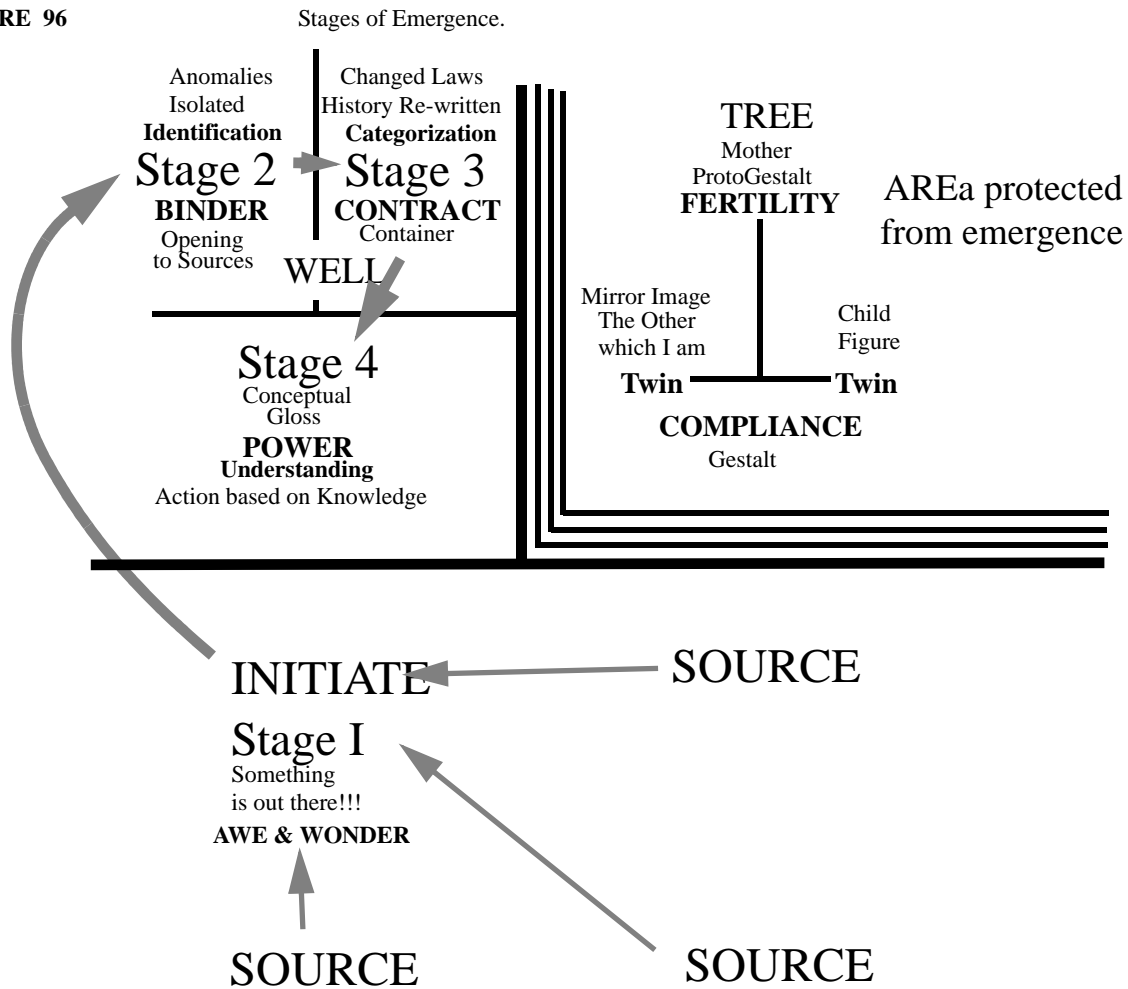 RE 96
Stages of Emergence.
Anomalies
Isolated
Identification
Stage 2
BINDER
Opening
to Sources
Changed Laws
History Re-written
Categorization
Stage 3
CONTRACT
Container
WELL
Stage 4
Conceptual
Gloss
POWER
Understanding
Action based on Knowledge
TREE
Mother
ProtoGestalt
FERTILITY
AREa protected
from emergence
Mirror Image
The Other
which I am
Twin
Child
Figure
Twin
COMPLIANCE
Gestalt
INITIATE
SOURCE
Stage I
Something
is out there!!!
AWE & WONDER
SOURCE
SOURCE